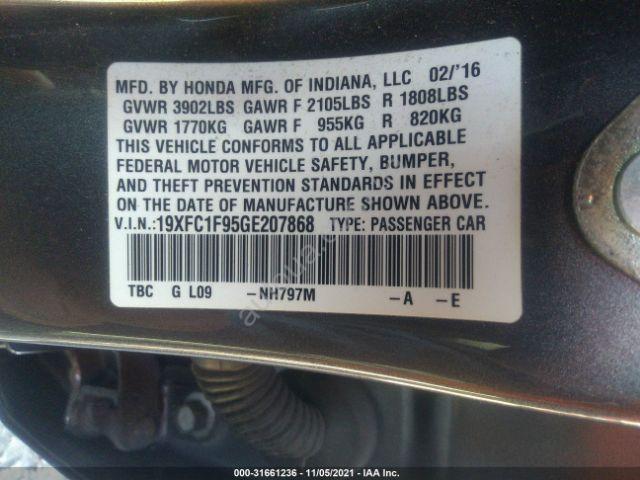 MFD. BY HONDA MFG. OF INDIANA, LLC 02/'16
GVWR 3902LBS GAWR F 2105LBS R 1808LBS
GVWR 1770KG GAWR F 955KG R 820KG
THIS VEHICLE CONFORMS TO ALL APPLICABLE
FEDERAL MOTOR VEHICLE SAFETY, BUMPER,
AND THEFT PREVENTION STANDARDS IN EFFECT
ON THE DATE OF MANUFACTURE SHOWN ABOVE.
V.I.N.:19XFC1F95GE207868 TYPE: PASSENGER CAR
TBC G L09 -NH797M -A -E
000-31661236 - 11/05/2021 - IAA Inc.